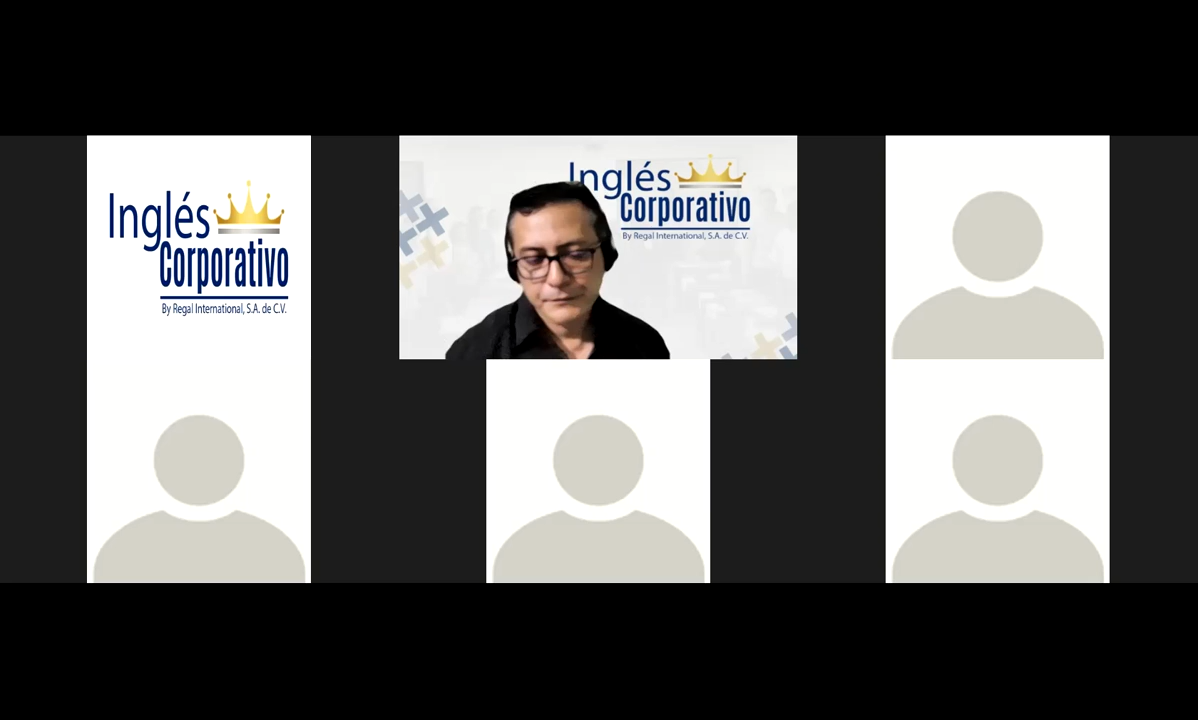 Inglés
Corporativo
By Regal International, S.A. de C.V.
Inglés
Corporativo
By Regal International, S.A. de C.V.